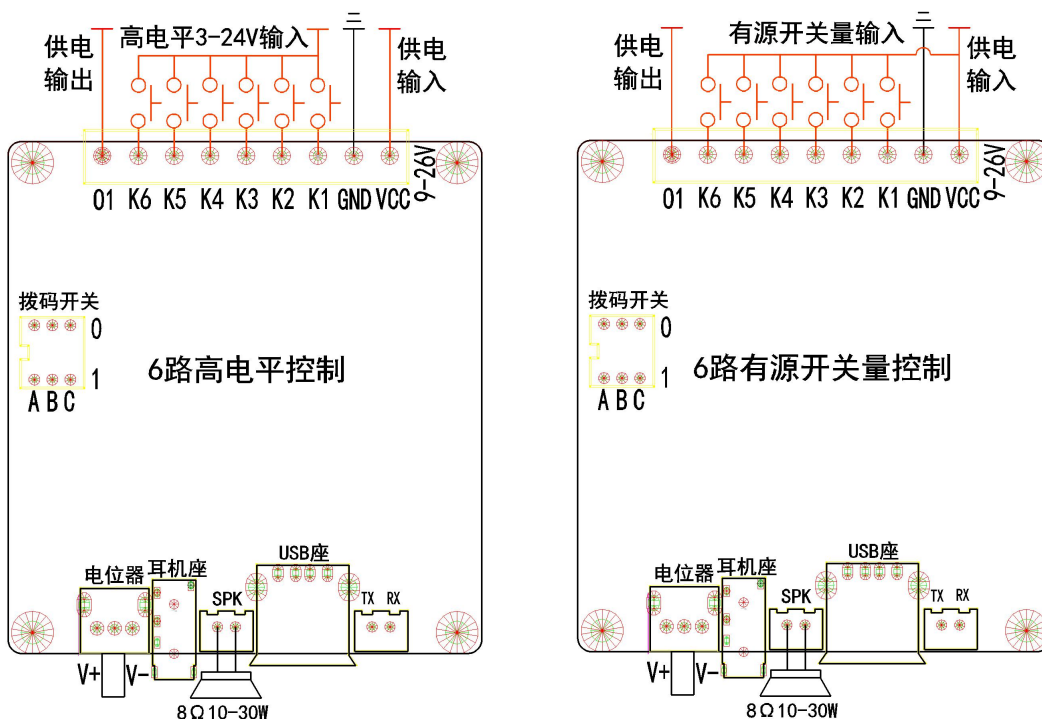 供电
输出
高电平3-24V输入
供电
输入
O1 K6 K5 K4 K3 K2 K1 GND VCC
9-26V
拨码开关
0
1
A B C
6路高电平控制
电位器
耳机座
SPK
USB座
TX RX
V+ V-
8Ω10-30W
供电
输出
有源开关量输入
供电
输入
O1 K6 K5 K4 K3 K2 K1 GND VCC
9-26V
拨码开关
0
1
A B C
6路有源开关量控制
电位器
耳机座
SPK
USB座
TX RX
V+ V-
8Ω10-30W